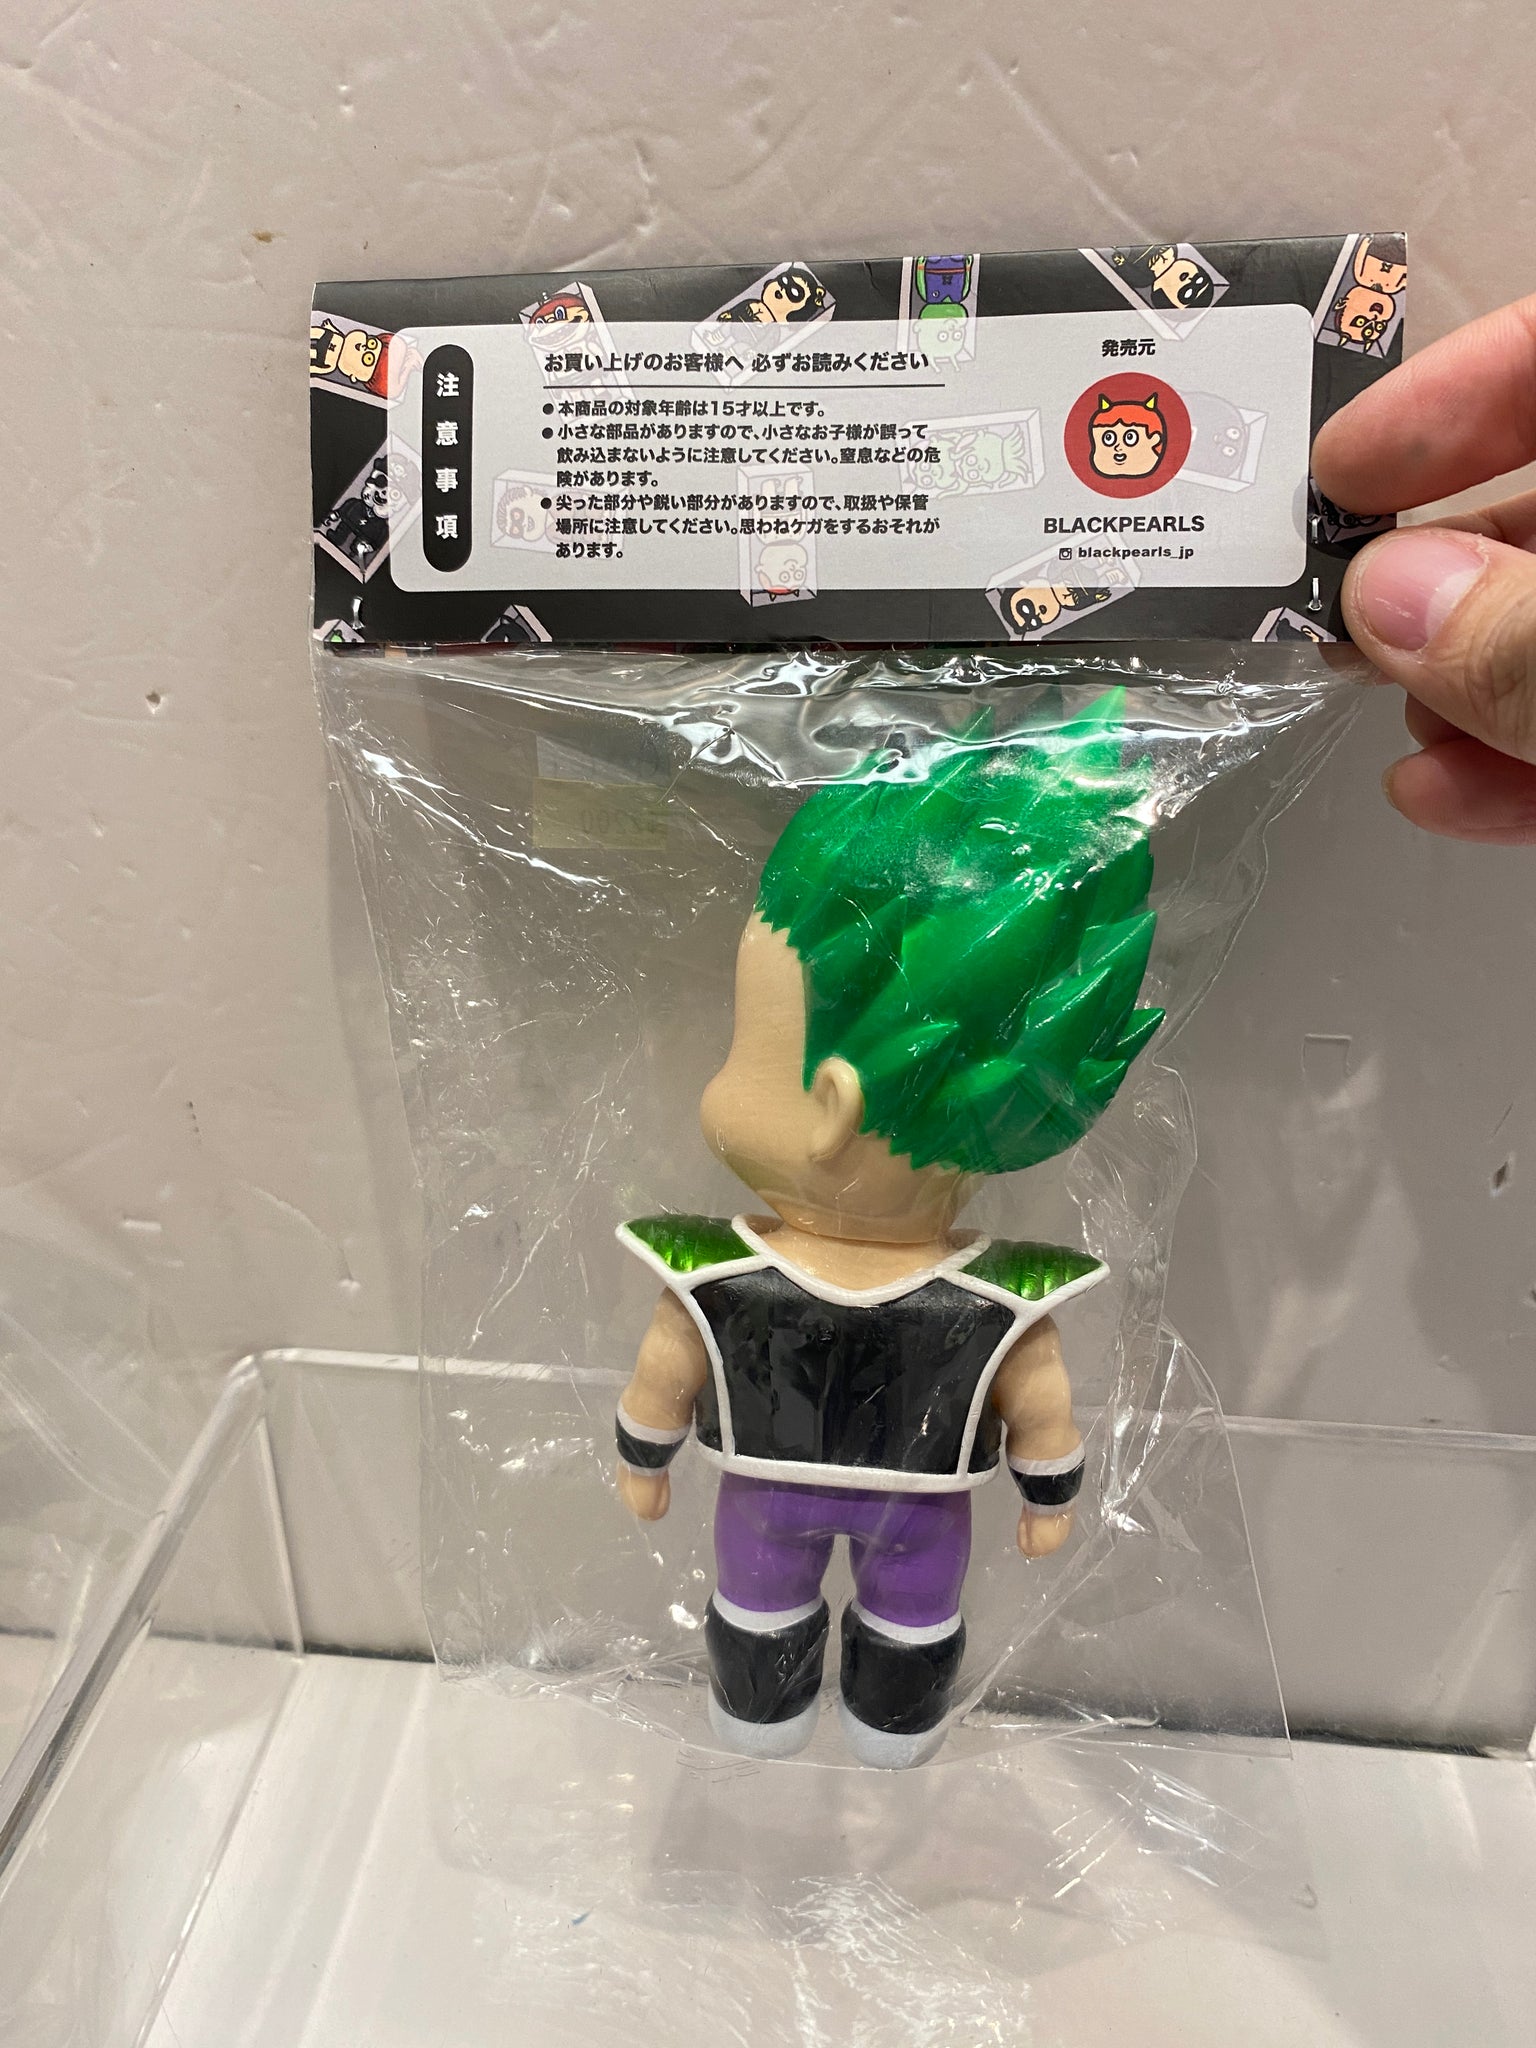 注意事項
お買い上げのお客様へ 必ずお読みください
●本商品の対象年齢は15才以上です。
●小さな部品がありますので、小さなお子様が誤って
飲み込まないように注意してください。窒息などの危
険があります。
●尖った部分や鋭い部分がありますので、取扱や保管
場所に注意してください。思わぬケガをするおそれが
あります。
発売元
BLACKPEARLS
blackpearls_jp